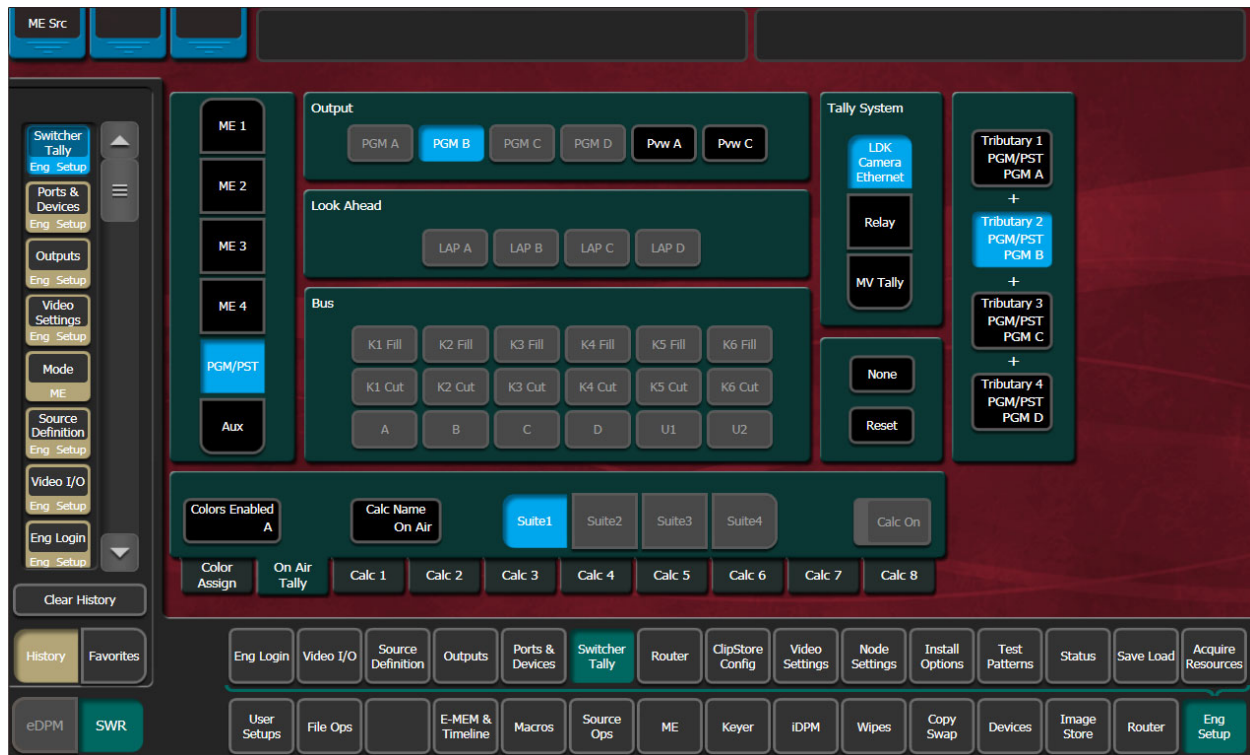 ME Src
Switcher
Tally
Eng Setup
Ports &
Devices
Eng Setup
Outputs
Eng Setup
Video
Settings
Eng Setup
Mode
ME
Source
Definition
Eng Setup
Video I/O
Eng Setup
Eng Login
Eng Setup
Clear History
History
Favorites
eDPM
SWR
ME 1
ME 2
ME 3
ME 4
PGM/PST
Aux
Output
PGM A
PGM B
PGM C
PGM D
Pvw A
Pvw C
Look Ahead
LAP A
LAP B
LAP C
LAP D
Bus
K1 Fill
K2 Fill
K3 Fill
K4 Fill
K5 Fill
K6 Fill
K1 Cut
K2 Cut
K3 Cut
K4 Cut
K5 Cut
K6 Cut
A
B
C
D
U1
U2
Tally System
LDK
Camera
Ethernet
Relay
MV Tally
None
Reset
Tributary 1
PGM/PST
PGM A
+
Tributary 2
PGM/PST
PGM B
+
Tributary 3
PGM/PST
PGM C
+
Tributary 4
PGM/PST
PGM D
Colors Enabled
A
Calc Name
On Air
Suite1
Suite2
Suite3
Suite4
Calc On
Color
Assign
On Air
Tally
Calc 1
Calc 2
Calc 3
Calc 4
Calc 5
Calc 6
Calc 7
Calc 8
Eng Login
Video I/O
Source
Definition
Outputs
Ports &
Devices
Switcher
Tally
Router
ClipStore
Config
Video
Settings
Node
Settings
Install
Options
Test
Patterns
Status
Save Load
Acquire
Resources
User
Setups
File Ops
E-MEM &
Timeline
Macros
Source
Ops
ME
Keyer
iDPM
Wipes
Copy
Swap
Devices
Image
Store
Router
Eng
Setup